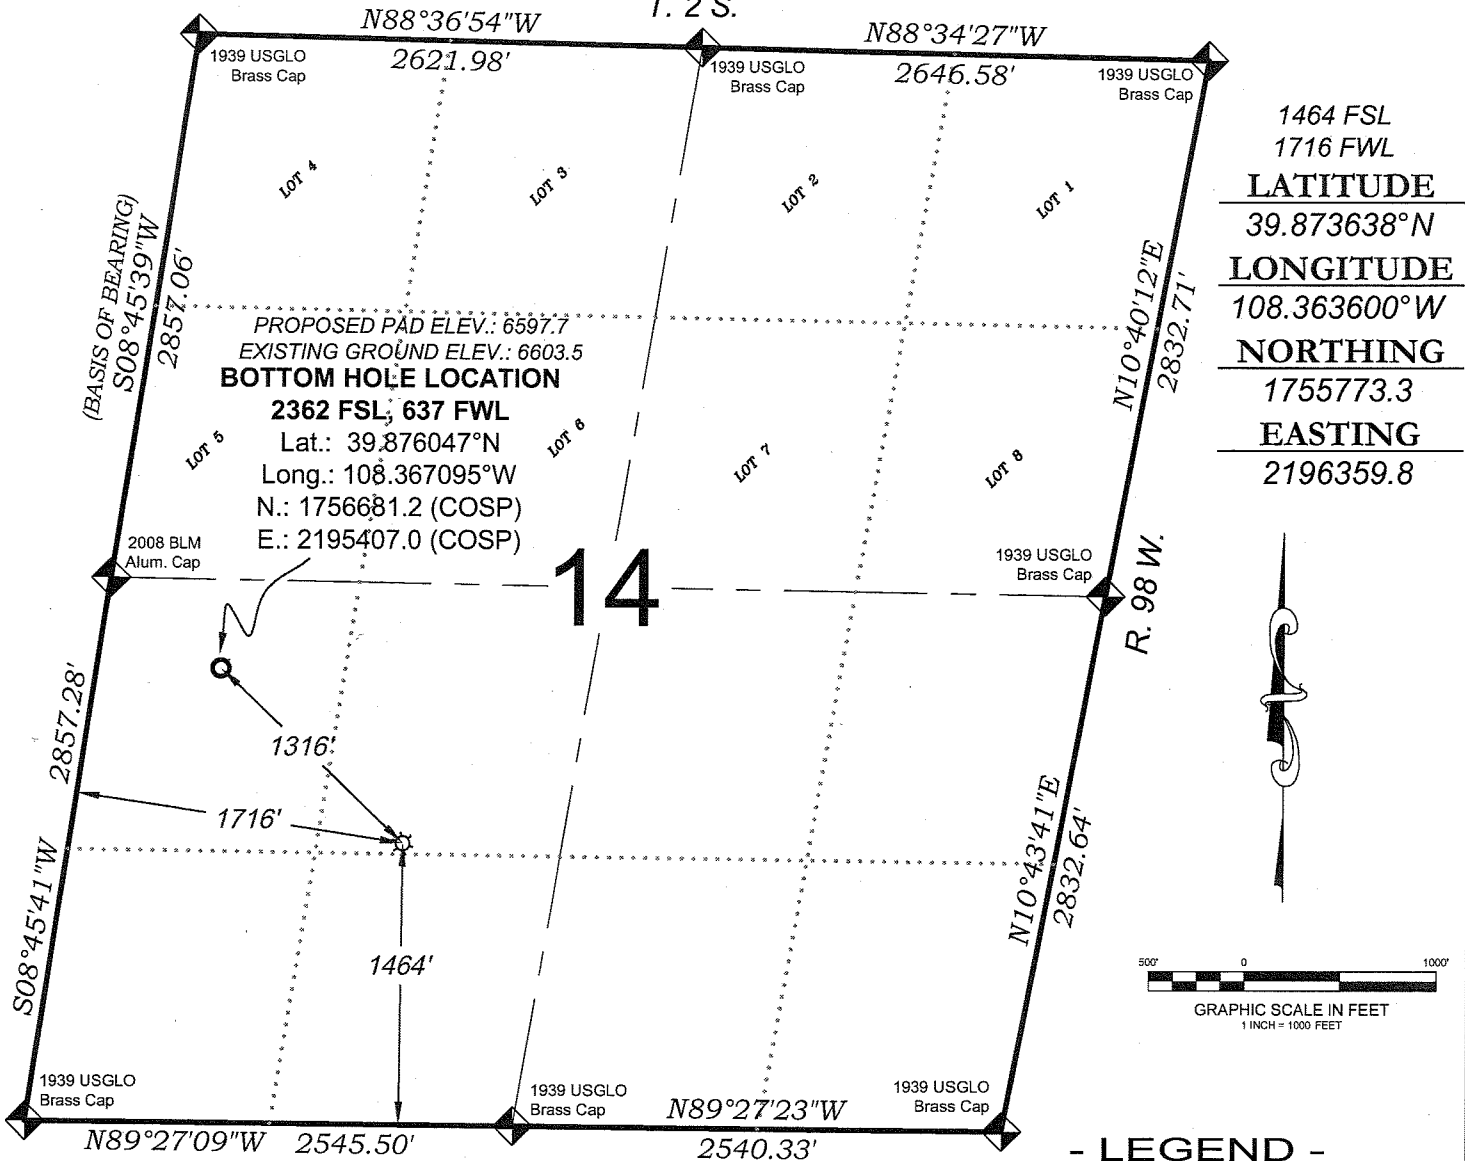 T. 2 S.
N88°36'54"W
2621.98'
N88°34'27"W
2646.58'
1939 USGLO
Brass Cap
1939 USGLO
Brass Cap
1939 USGLO
Brass Cap
LOT 4
LOT 3
LOT 2
LOT 1
1464 FSL
1716 FWL
LATITUDE
39.873638°N
LONGITUDE
108.363600°W
NORTHING
1755773.3
EASTING
2196359.8
(BASIS OF BEARING)
S08°45'39"W
2857.06'
N10°40'12"E
2832.71'
PROPOSED PAD ELEV.: 6597.7
EXISTING GROUND ELEV.: 6603.5
BOTTOM HOLE LOCATION
2362 FSL, 637 FWL
Lat.: 39.876047°N
Long.: 108.367095°W
N.: 1756681.2 (COSP)
E.: 2195407.0 (COSP)
LOT 5
LOT 6
LOT 7
LOT 8
2008 BLM
Alum. Cap
14
1939 USGLO
Brass Cap
R. 98 W.
2857.28'
S08°45'41"W
1316'
1716'
1464'
N10°43'41"E
2832.64'
500'
0
1000'
GRAPHIC SCALE IN FEET
1 INCH = 1000 FEET
1939 USGLO
Brass Cap
1939 USGLO
Brass Cap
1939 USGLO
Brass Cap
N89°27'09"W
2545.50'
N89°27'23"W
2540.33'
- LEGEND -